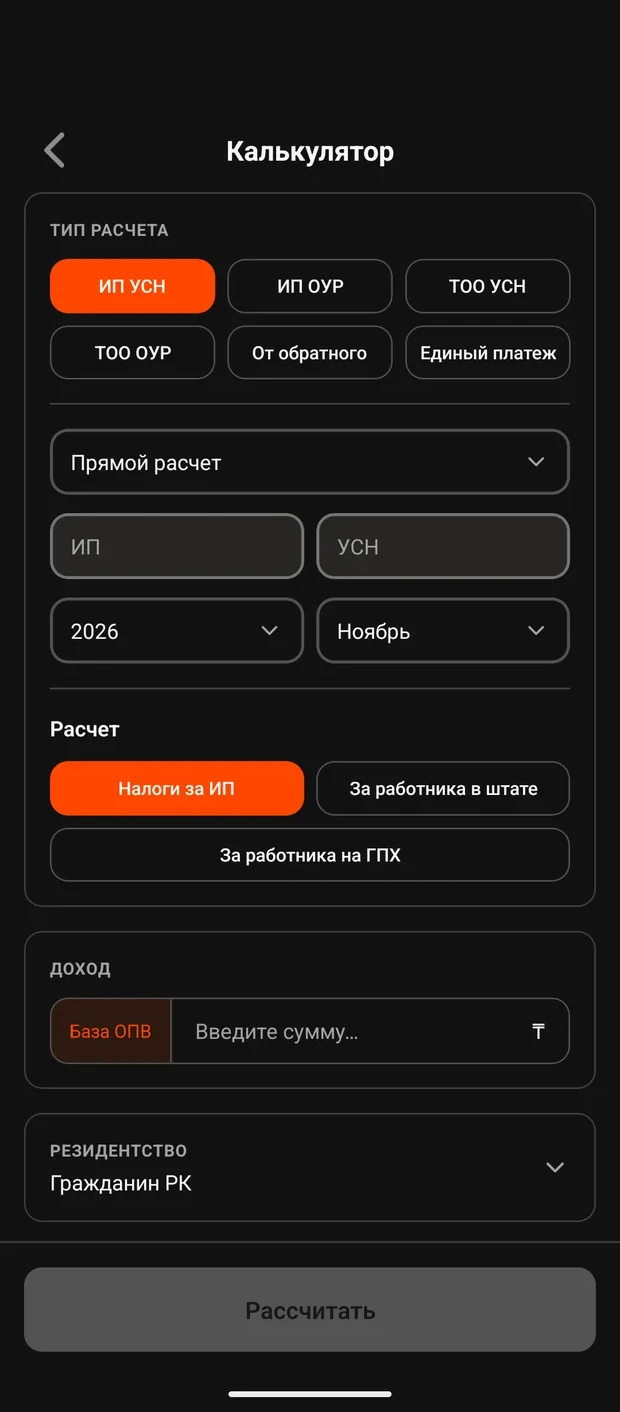 Калькулятор
ТИП РАСЧЕТА
ИП УСН
ИП ОУР
ТОО УСН
ТОО ОУР
От обратного
Единый платеж
Прямой расчет
ИП
УСН
2026
Ноябрь
Расчет
Налоги за ИП
За работника в штате
За работника на ГПХ
ДОХОД
База ОПВ
Введите сумму...
₸
РЕЗИДЕНТСТВО
Гражданин РК
Рассчитать